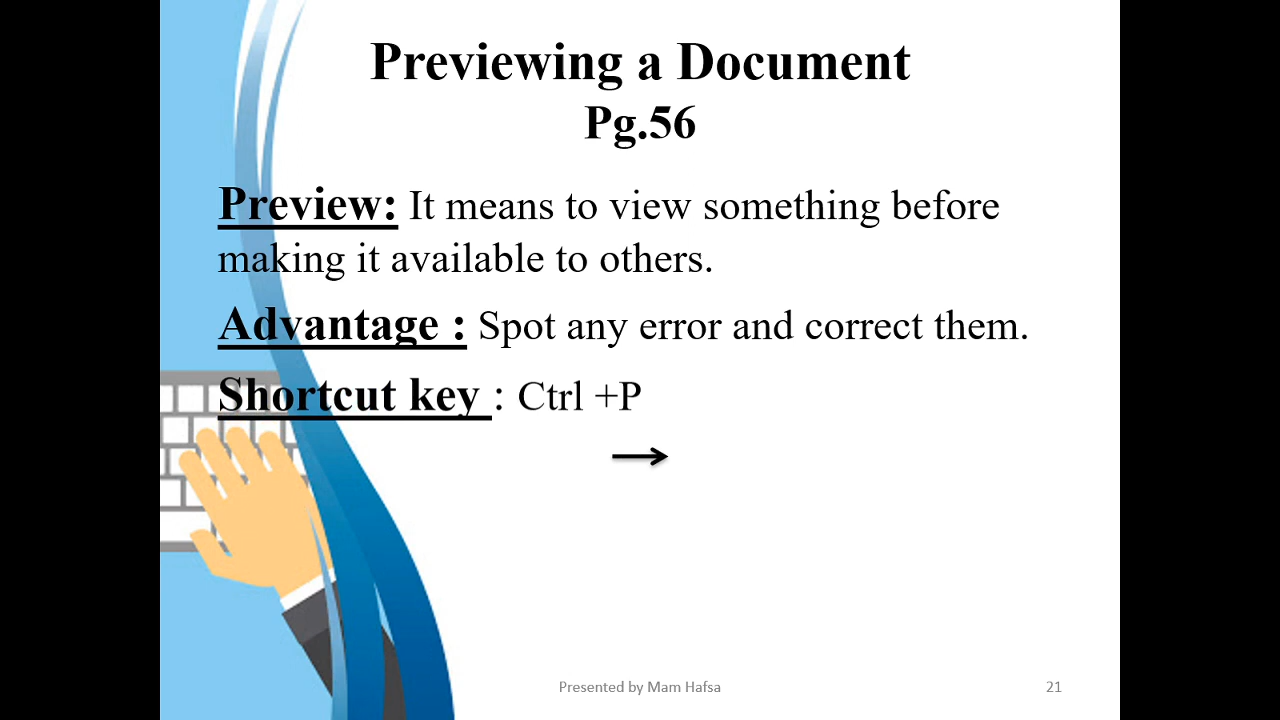 Previewing a Document
Pg.56
Preview: It means to view something before
making it available to others.
Advantage : Spot any error and correct them.
Shortcut key : Ctrl +P
Presented by Mam Hafsa
21